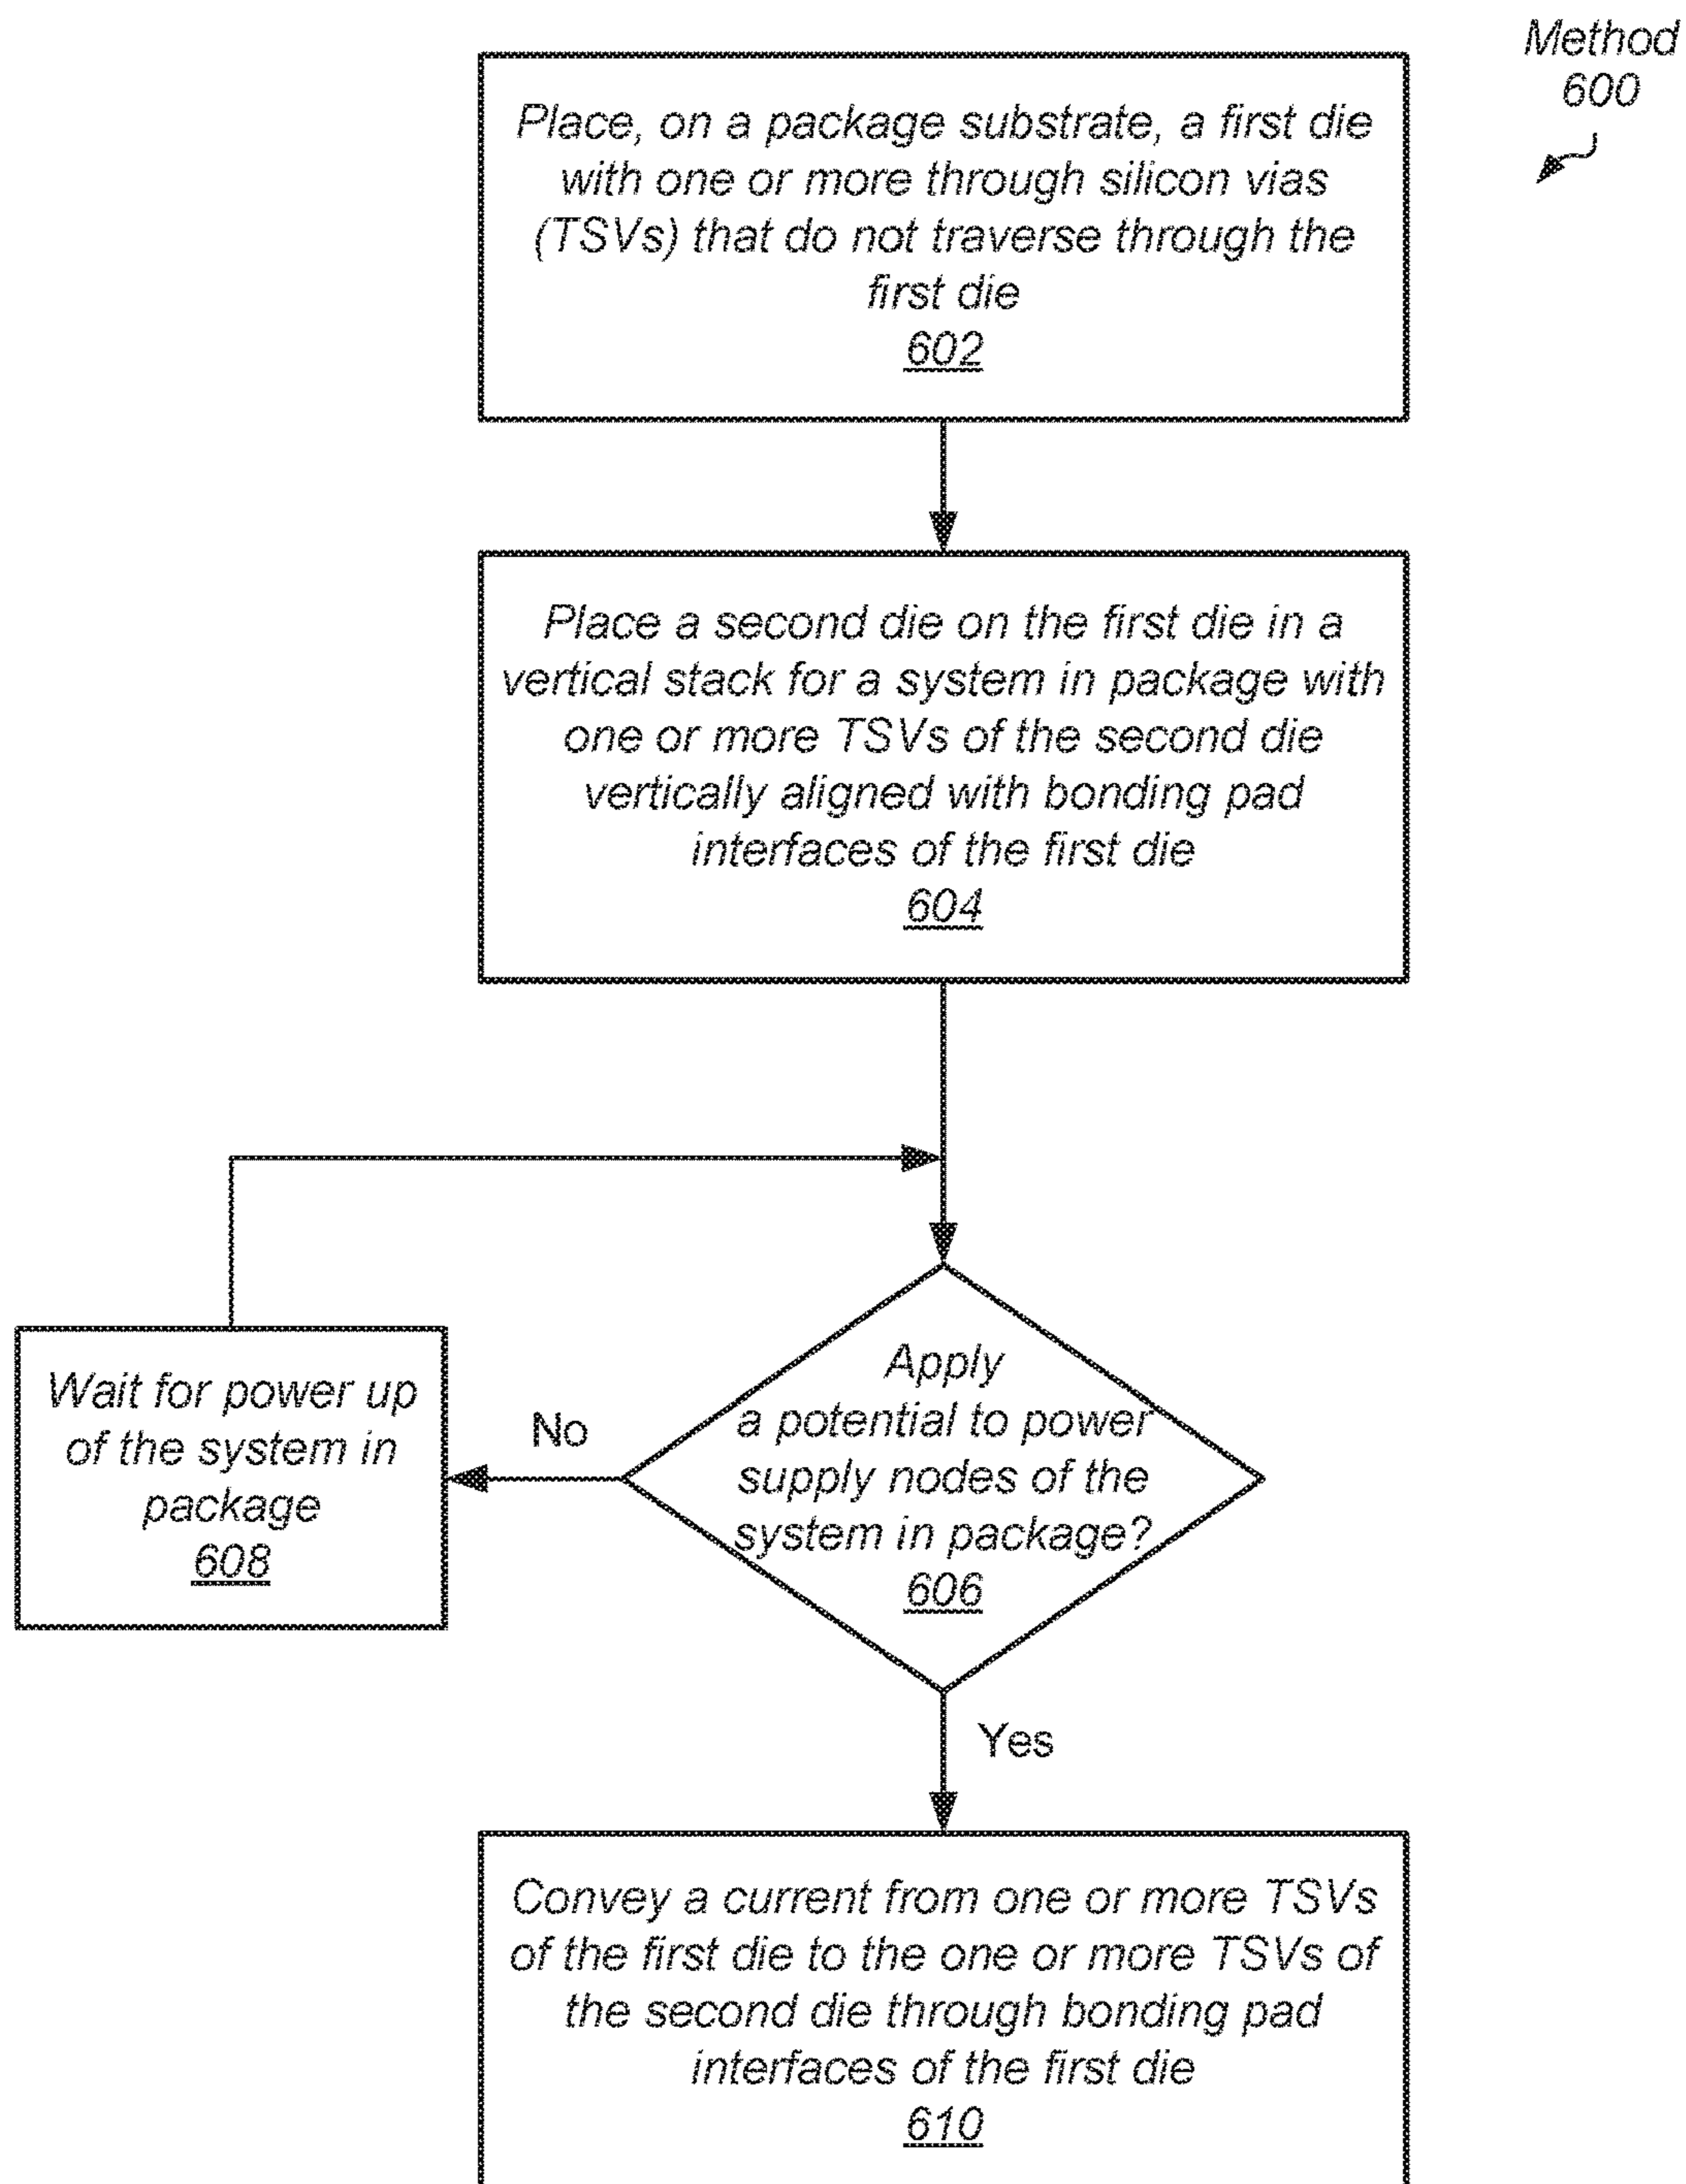 Method
600
Place, on a package substrate, a first die
with one or more through silicon vias
(TSVs) that do not traverse through the
first die
602
Place a second die on the first die in a
vertical stack for a system in package with
one or more TSVs of the second die
vertically aligned with bonding pad
interfaces of the first die
604
Apply
a potential to power
supply nodes of the
system in package?
606
No
Wait for power up
of the system in
package
608
Yes
Convey a current from one or more TSVs
of the first die to the one or more TSVs of
the second die through bonding pad
interfaces of the first die
610